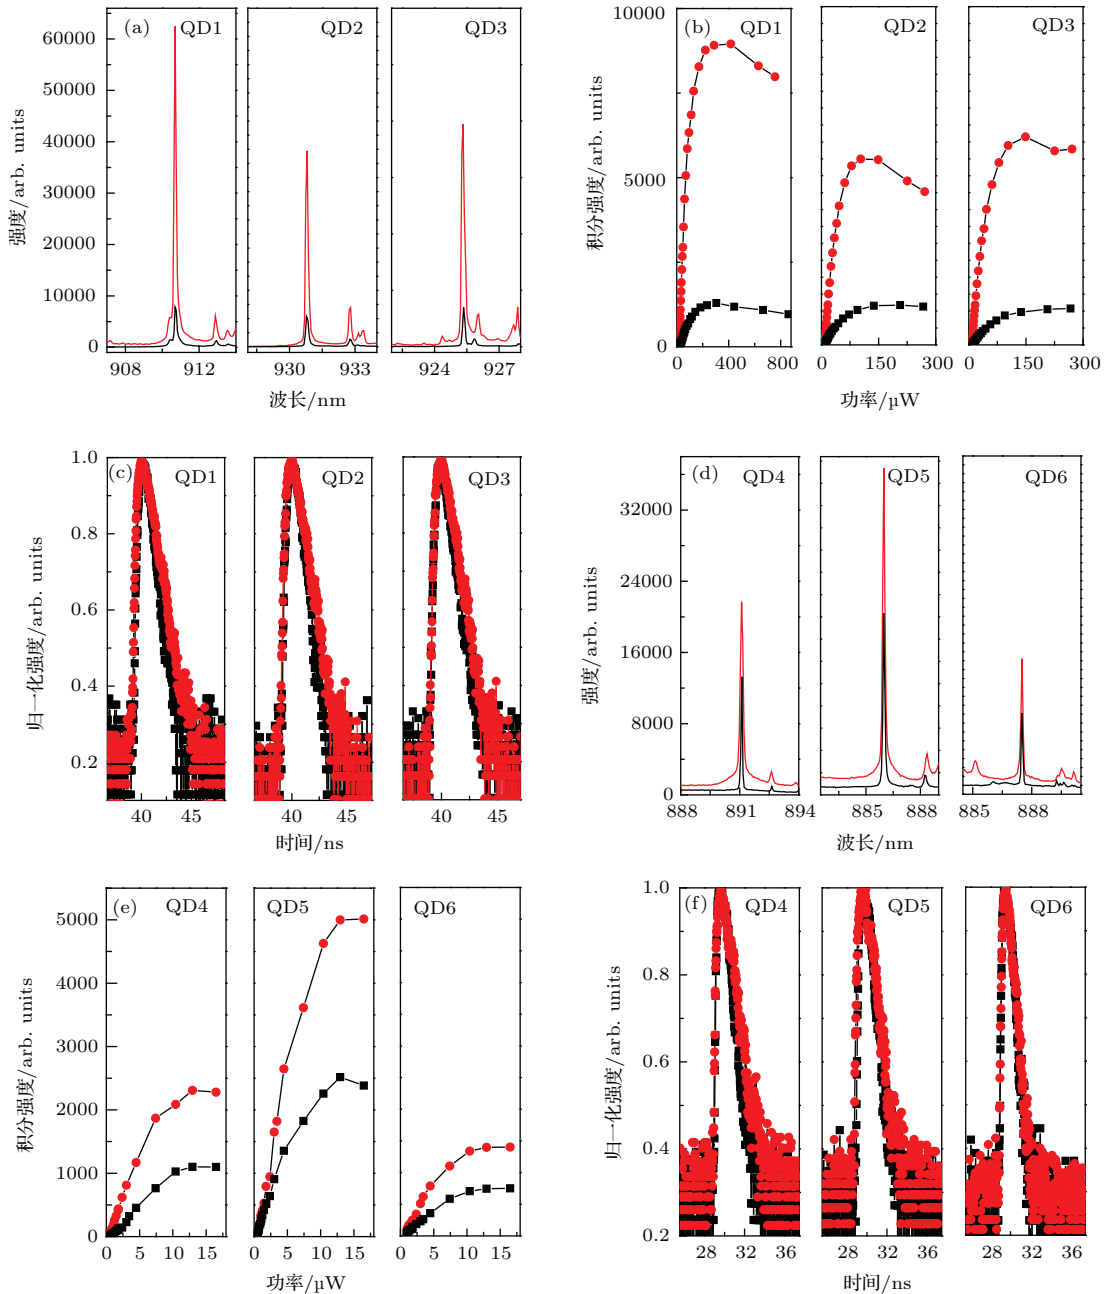 (a) QD1 QD2 QD3
60000
50000
40000
30000
20000
10000
0
强度/arb. units
908 912 930 933 924 927
波长/nm
(b) QD1 QD2 QD3
10000
5000
0
积分强度/arb. units
0 400 800 0 150 300 0 150 300
功率/µW
(c) QD1 QD2 QD3
1.0
0.8
0.6
0.4
0.2
归一化强度/arb. units
40 45 40 45 40 45
时间/ns
(d) QD4 QD5 QD6
32000
24000
16000
8000
0
强度/arb. units
888 891 894 885 888 885 888
波长/nm
(e) QD4 QD5 QD6
5000
4000
3000
2000
1000
0
积分强度/arb. units
0 5 10 15 0 5 10 15 0 5 10 15
功率/µW
(f) QD4 QD5 QD6
1.0
0.8
0.6
0.4
0.2
归一化强度/arb. units
28 32 36 28 32 36 28 32 36
时间/ns